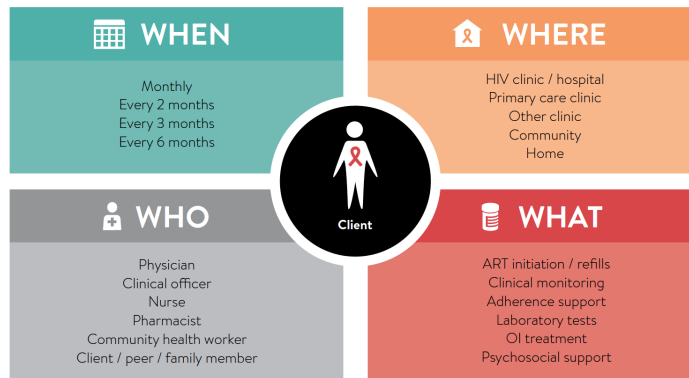 WHEN
Monthly
Every 2 months
Every 3 months
Every 6 months
WHERE
HIV clinic / hospital
Primary care clinic
Other clinic
Community
Home
Client
WHO
Physician
Clinical officer
Nurse
Pharmacist
Community health worker
Client / peer / family member
WHAT
ART initiation / refills
Clinical monitoring
Adherence support
Laboratory tests
OI treatment
Psychosocial support